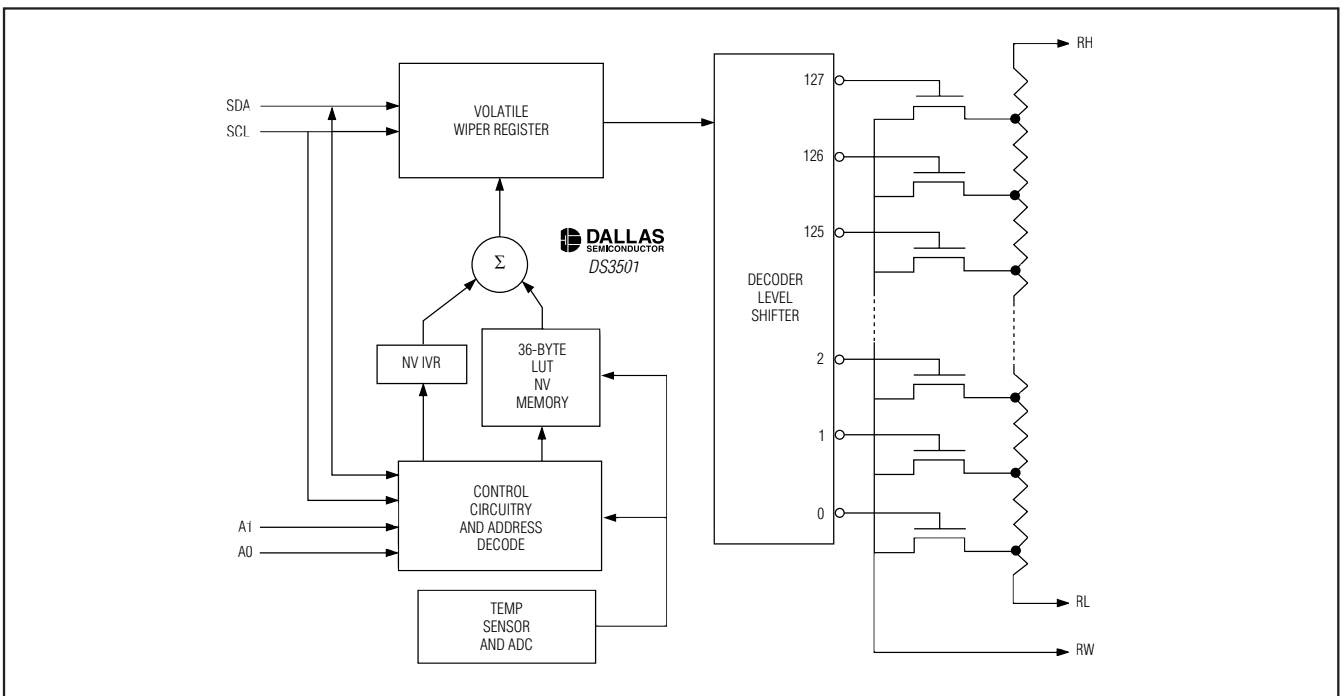 SDA
SCL
VOLATILE
WIPER REGISTER
Σ
DALLAS
SEMICONDUCTOR
DS3501
NV IVR
36-BYTE
LUT
NV
MEMORY
CONTROL
CIRCUITRY
AND ADDRESS
DECODE
A1
A0
TEMP
SENSOR
AND ADC
DECODER
LEVEL
SHIFTER
127
126
125
2
1
0
RH
RL
RW